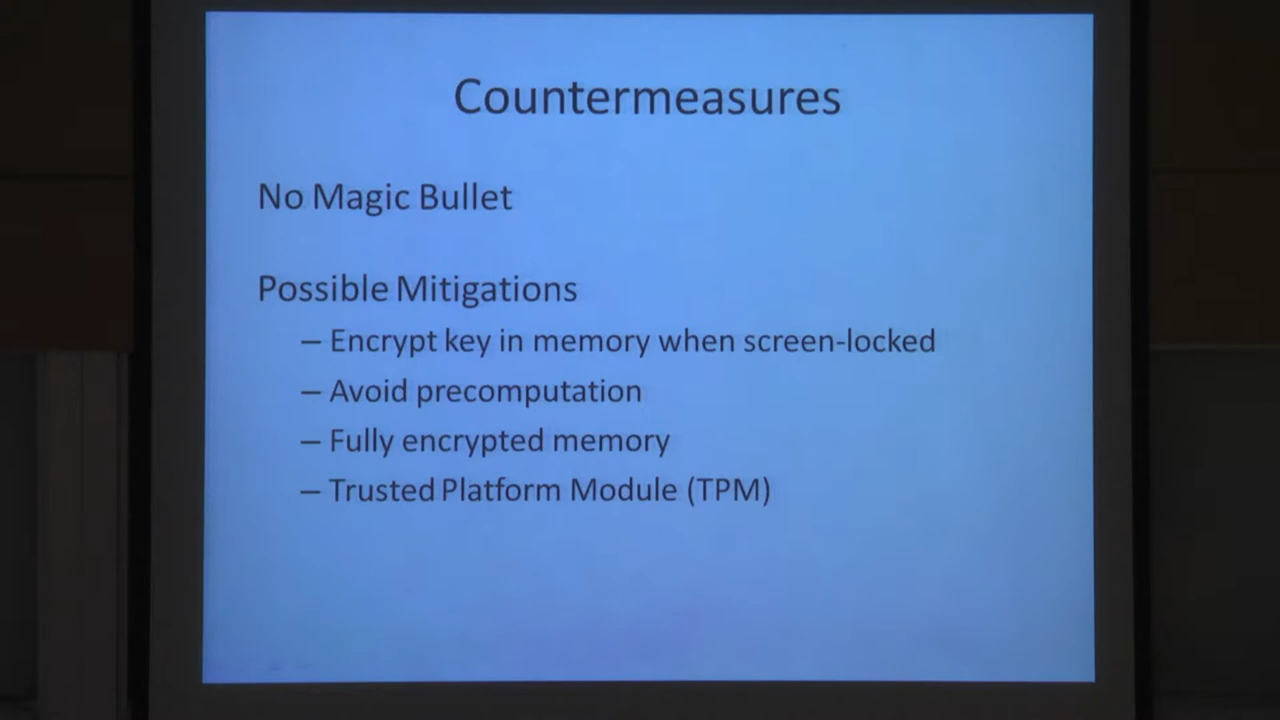 Countermeasures
No Magic Bullet
Possible Mitigations
– Encrypt key in memory when screen-locked
– Avoid precomputation
– Fully encrypted memory
– Trusted Platform Module (TPM)